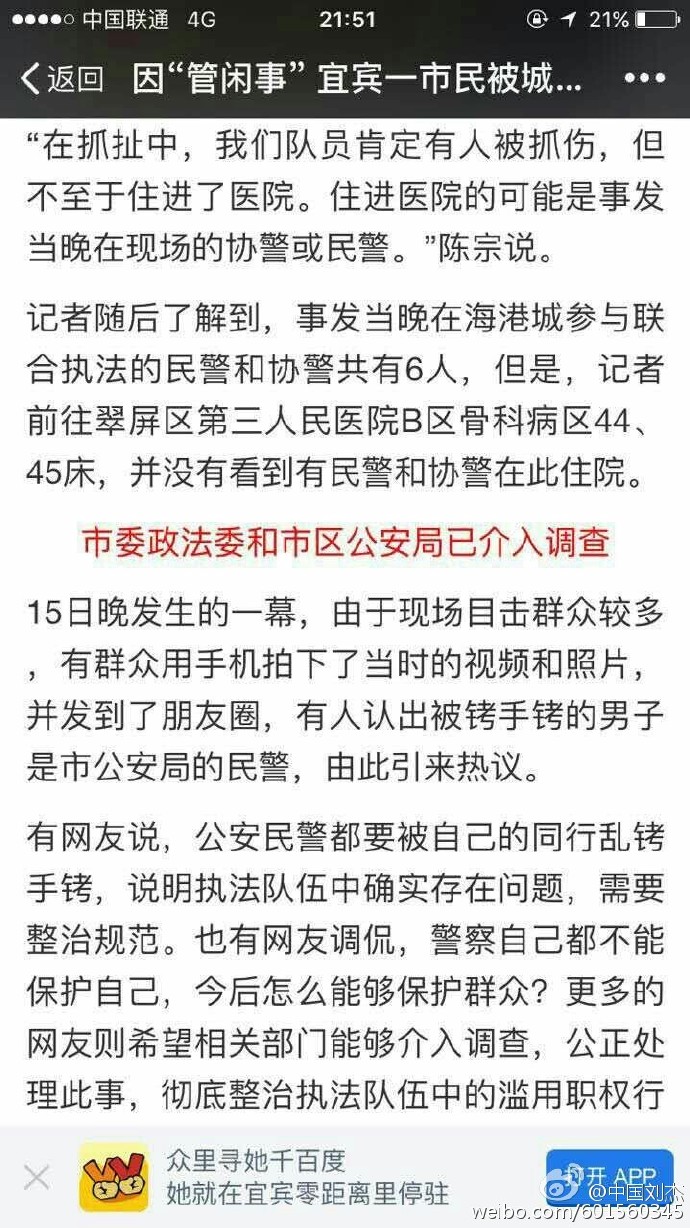 中国联通 4G 21:51 21%
返回 因“管闲事” 宜宾一市民被城...
“在抓扯中，我们队员肯定有人被抓伤，但
不至于住进了医院。住进医院的可能是事发
当晚在现场的协警或民警。”陈宗说。
记者随后了解到，事发当晚在海港城参与联
合执法的民警和协警共有6人，但是，记者
前往翠屏区第三人民医院B区骨科病区44、
45床，并没有看到有民警和协警在此住院。
市委政法委和市区公安局已介入调查
15日晚发生的一幕，由于现场目击群众较多
，有群众用手机拍下了当时的视频和照片，
并发到了朋友圈，有人认出被铐手铐的男子
是市公安局的民警，由此引来热议。
有网友说，公安民警都要被自己的同行乱铐
手铐，说明执法队伍中确实存在问题，需要
整治规范。也有网友调侃，警察自己都不能
保护自己，今后怎么能够保护群众？更多的
网友则希望相关部门能够介入调查，公正处
理此事，彻底整治执法队伍中的滥用职权行
众里寻她千百度
她就在宜宾零距离里停驻
打开 APP
@中国刘杰
weibo.com/601560345